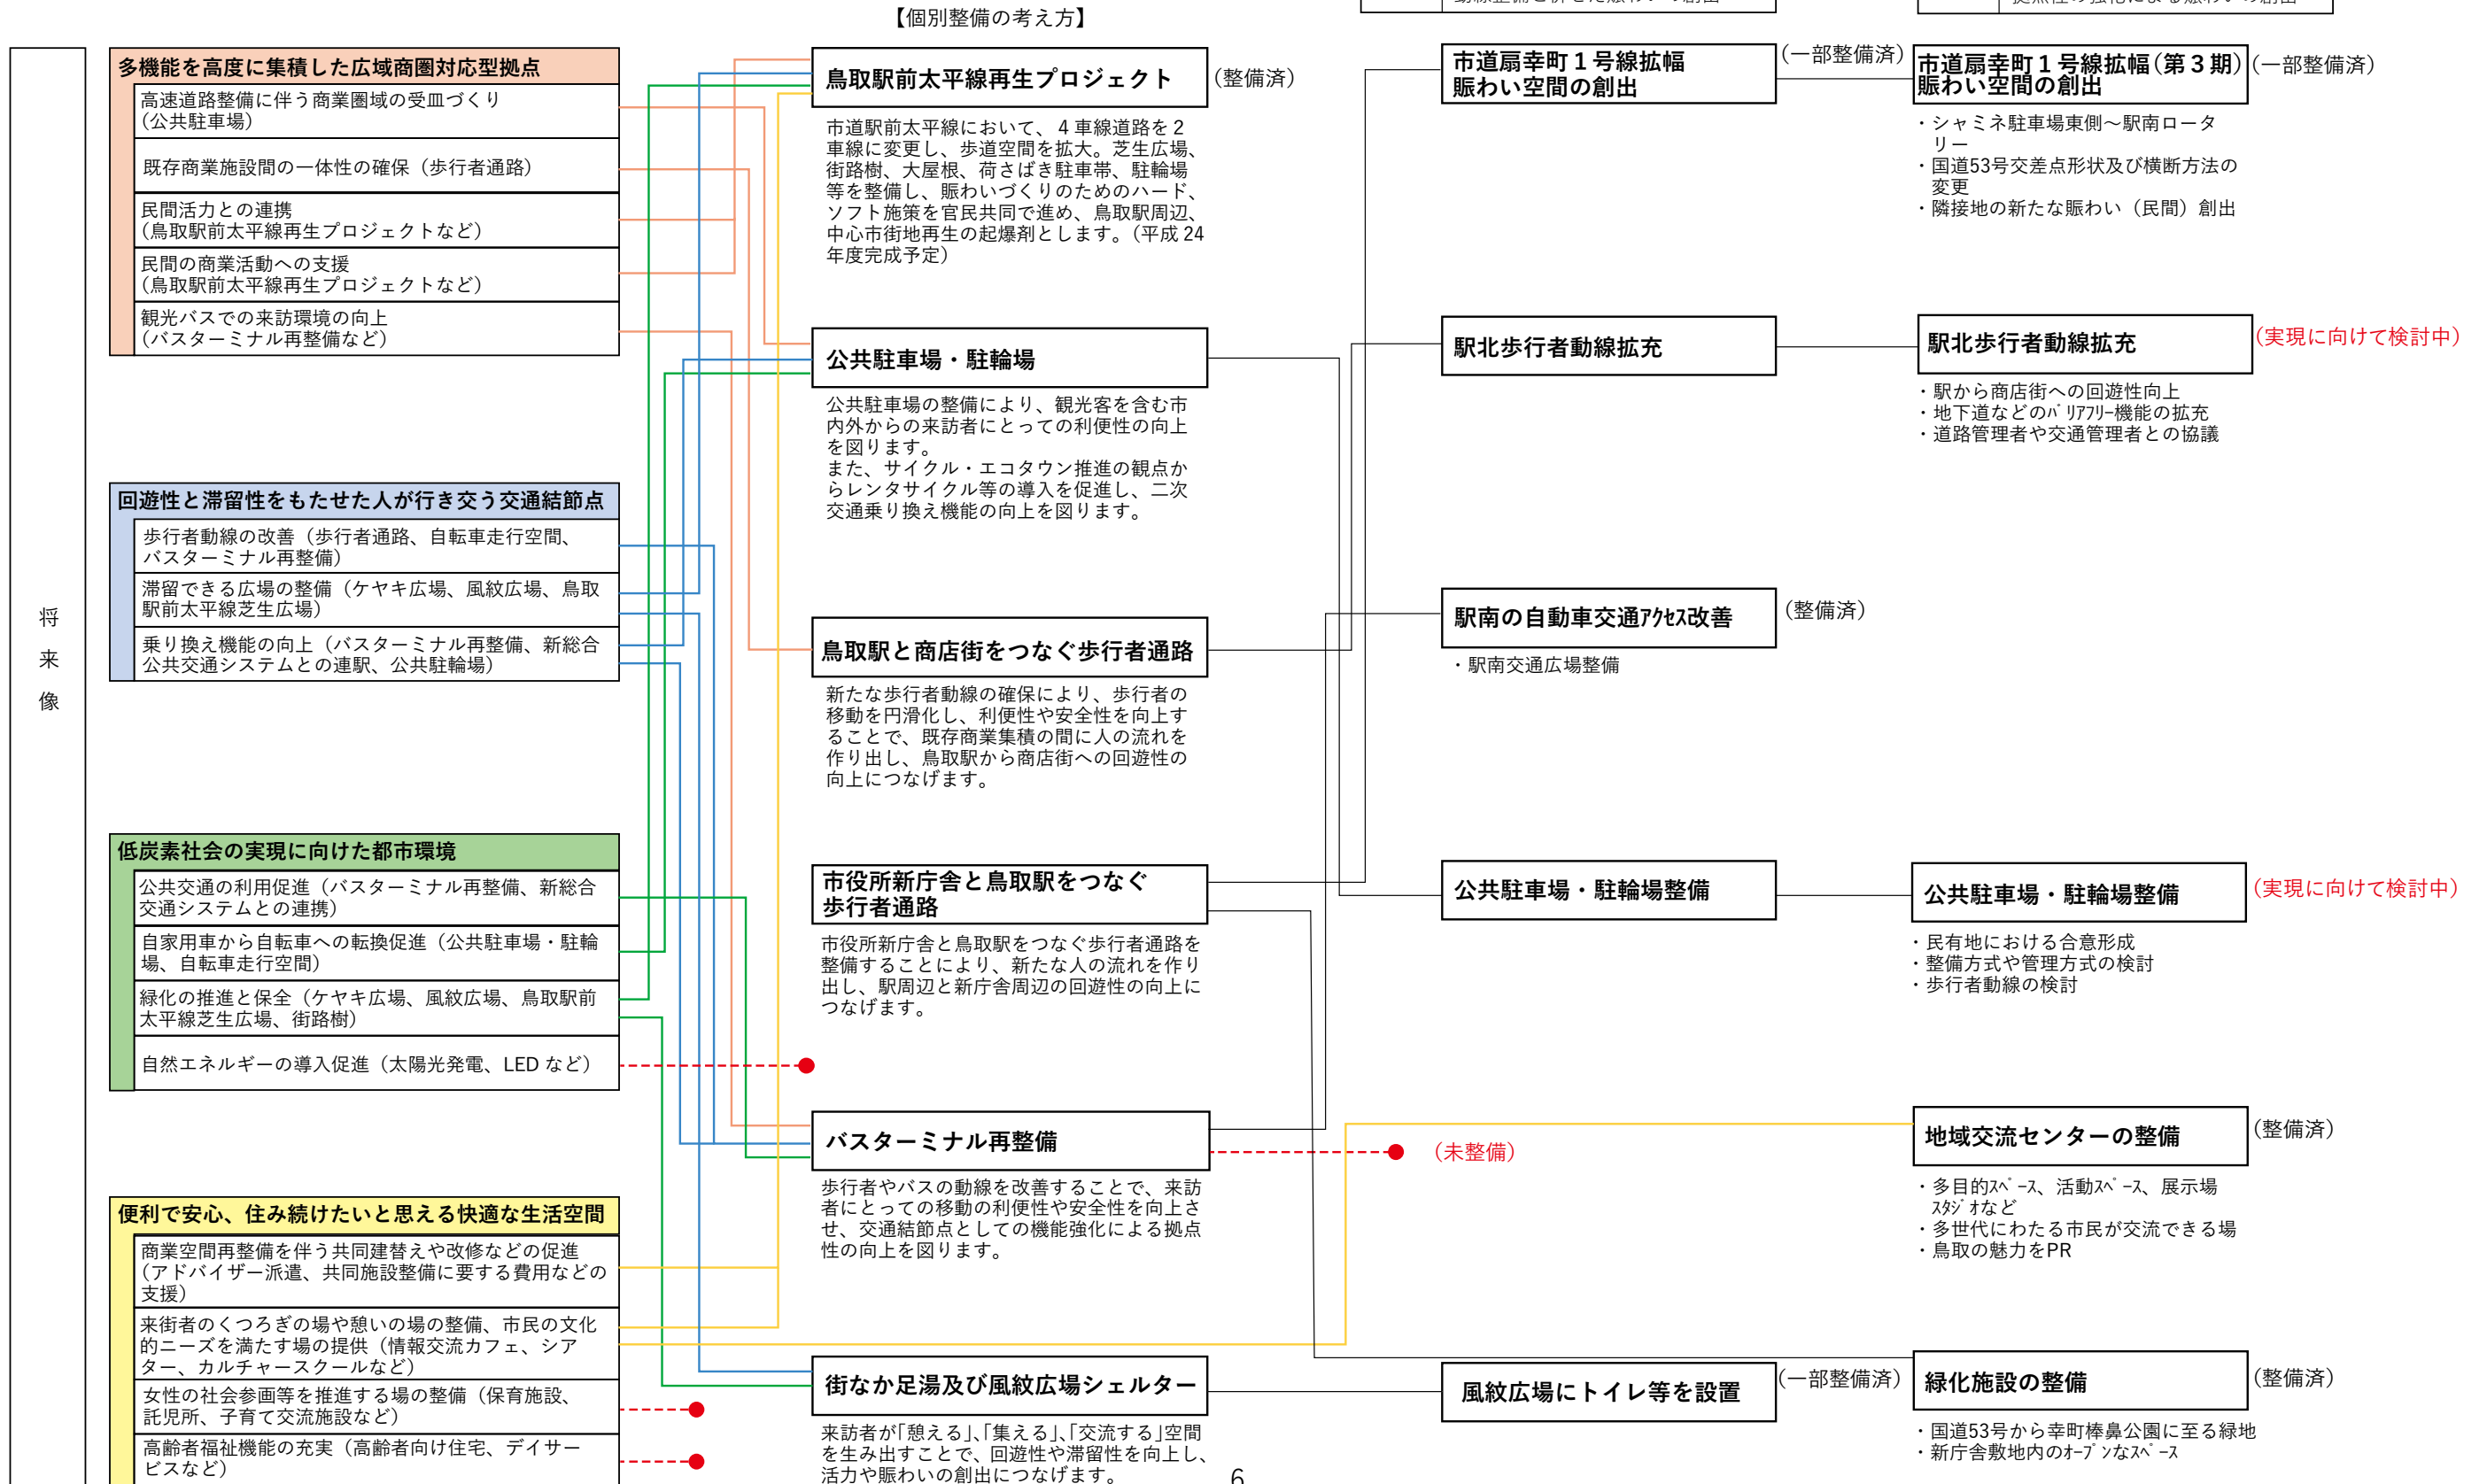 【個別整備の考え方】
将
来
像
多機能を高度に集積した広域商圏対応型拠点
高速道路整備に伴う商業圏域の受皿づくり
（公共駐車場）
既存商業施設間の一体性の確保（歩行者通路）
民間活力との連携
（鳥取駅前太平線再生プロジェクトなど）
民間の商業活動への支援
（鳥取駅前太平線再生プロジェクトなど）
観光バスでの来訪環境の向上
（バスターミナル再整備など）
回遊性と滞留性をもたせた人が行き交う交通結節点
歩行者動線の改善（歩行者通路、自転車走行空間、
バスターミナル再整備）
滞留できる広場の整備（ケヤキ広場、風紋広場、鳥取
駅前太平線芝生広場）
乗り換え機能の向上（バスターミナル再整備、新総合
公共交通システムとの連駅、公共駐輪場）
低炭素社会の実現に向けた都市環境
公共交通の利用促進（バスターミナル再整備、新総合
交通システムとの連携）
自家用車から自転車への転換促進（公共駐車場・駐輪
場、自転車走行空間）
緑化の推進と保全（ケヤキ広場、風紋広場、鳥取駅前
太平線芝生広場、街路樹）
自然エネルギーの導入促進（太陽光発電、LED など）
便利で安心、住み続けたいと思える快適な生活空間
商業空間再整備を伴う共同建替えや改修などの促進
（アドバイザー派遣、共同施設整備に要する費用などの
支援）
来街者のくつろぎの場や憩いの場の整備、市民の文化
的ニーズを満たす場の提供（情報交流カフェ、シア
ター、カルチャースクールなど）
女性の社会参画等を推進する場の整備（保育施設、
託児所、子育て交流施設など）
高齢者福祉機能の充実（高齢者向け住宅、デイサー
ビスなど）
鳥取駅前太平線再生プロジェクト
（整備済）
市道駅前太平線において、４車線道路を２
車線に変更し、歩道空間を拡大。芝生広場、
街路樹、大屋根、荷さばき駐車帯、駐輪場
等を整備し、賑わいづくりのためのハード、
ソフト施策を官民共同で進め、鳥取駅周辺、
中心市街地再生の起爆剤とします。（平成 24
年度完成予定）
公共駐車場・駐輪場
公共駐車場の整備により、観光客を含む市
内外からの来訪者にとっての利便性の向上
を図ります。
また、サイクル・エコタウン推進の観点か
らレンタサイクル等の導入を促進し、二次
交通乗り換え機能の向上を図ります。
鳥取駅と商店街をつなぐ歩行者通路
新たな歩行者動線の確保により、歩行者の
移動を円滑化し、利便性や安全性を向上す
ることで、既存商業集積の間に人の流れを
作り出し、鳥取駅から商店街への回遊性の
向上につなげます。
市役所新庁舎と鳥取駅をつなぐ
歩行者通路
市役所新庁舎と鳥取駅をつなぐ歩行者通路を
整備することにより、新たな人の流れを作り
出し、駅周辺と新庁舎周辺の回遊性の向上に
つなげます。
バスターミナル再整備
（未整備）
歩行者やバスの動線を改善することで、来訪
者にとっての移動の利便性や安全性を向上さ
せ、交通結節点としての機能強化による拠点
性の向上を図ります。
街なか足湯及び風紋広場シェルター
来訪者が「憩える」、「集える」、「交流する」空間
を生み出すことで、回遊性や滞留性を向上し、
活力や賑わいの創出につなげます。
市道扇幸町１号線拡幅
賑わい空間の創出
（一部整備済）
駅北歩行者動線拡充
駅南の自動車交通ｱｸｾｽ改善
（整備済）
・駅南交通広場整備
公共駐車場・駐輪場整備
風紋広場にトイレ等を設置
（一部整備済）
市道扇幸町１号線拡幅（第３期）
賑わい空間の創出
（一部整備済）
・シャミネ駐車場東側～駅南ロータ
リー
・国道53号交差点形状及び横断方法の
変更
・隣接地の新たな賑わい（民間）創出
駅北歩行者動線拡充
（実現に向けて検討中）
・駅から商店街への回遊性向上
・地下道などのﾊﾞﾘｱﾌﾘｰ機能の拡充
・道路管理者や交通管理者との協議
公共駐車場・駐輪場整備
（実現に向けて検討中）
・民有地における合意形成
・整備方式や管理方式の検討
・歩行者動線の検討
地域交流センターの整備
（整備済）
・多目的ｽﾍﾟｰｽ、活動ｽﾍﾟｰｽ、展示場
ｽﾀｼﾞｵなど
・多世代にわたる市民が交流できる場
・鳥取の魅力をPR
緑化施設の整備
（整備済）
・国道53号から幸町棒鼻公園に至る緑地
・新庁舎敷地内のｵｰﾌﾟﾝなｽﾍﾟｰｽ